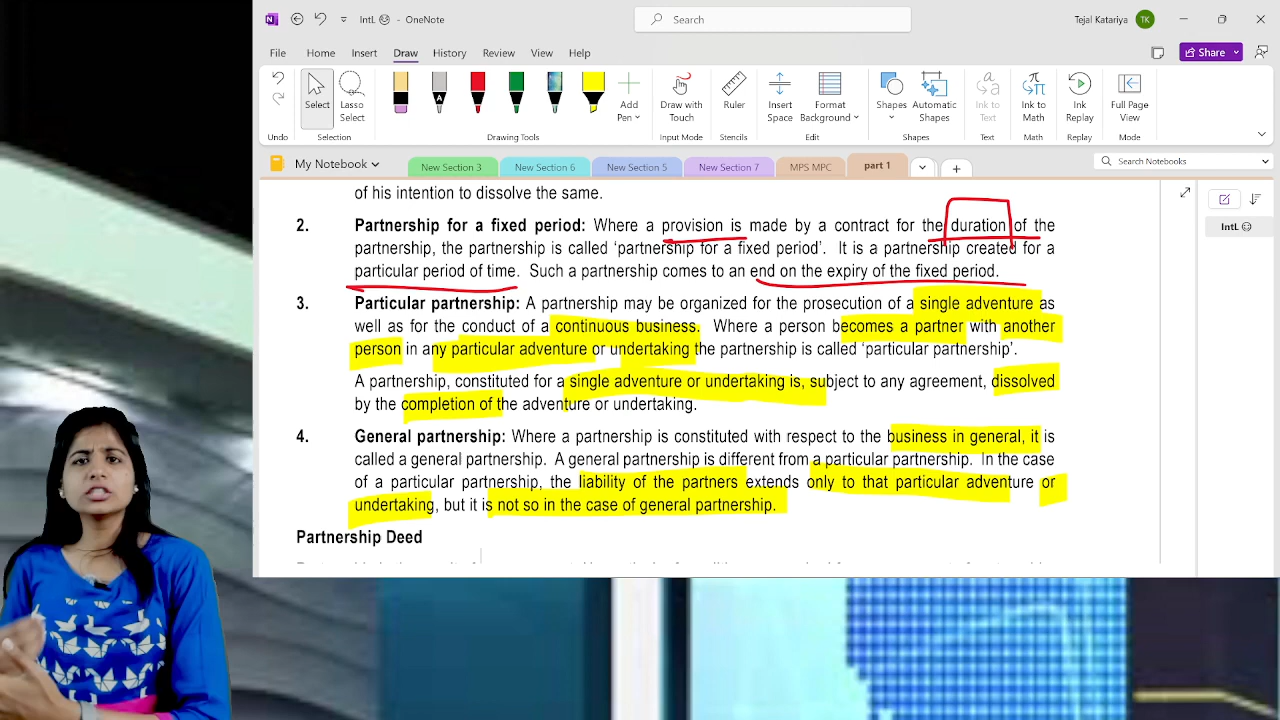 IntL ☺ - OneNote
Search
Tejal Katariya
TK
File Home Insert Draw History Review View Help
Share
Select
Lasso Select
Add Pen
Draw with Touch
Ruler
Insert Space
Format Background
Shapes
Automatic Shapes
Ink to Text
Ink to Math
Ink Replay
Full Page View
Undo Selection Drawing Tools Input Mode Stencils Edit Shapes Text Math Replay Mode
My Notebook New Section 3 New Section 6 New Section 5 New Section 7 MPS MPC part 1 Search Notebooks
IntL ☺
of his intention to dissolve the same.
2. Partnership for a fixed period: Where a provision is made by a contract for the duration of the
partnership, the partnership is called ‘partnership for a fixed period’. It is a partnership created for a
particular period of time. Such a partnership comes to an end on the expiry of the fixed period.
3. Particular partnership: A partnership may be organized for the prosecution of a single adventure as
well as for the conduct of a continuous business. Where a person becomes a partner with another
person in any particular adventure or undertaking the partnership is called ‘particular partnership’.
A partnership, constituted for a single adventure or undertaking is, subject to any agreement, dissolved
by the completion of the adventure or undertaking.
4. General partnership: Where a partnership is constituted with respect to the business in general, it is
called a general partnership. A general partnership is different from a particular partnership. In the case
of a particular partnership, the liability of the partners extends only to that particular adventure or
undertaking, but it is not so in the case of general partnership.
Partnership Deed